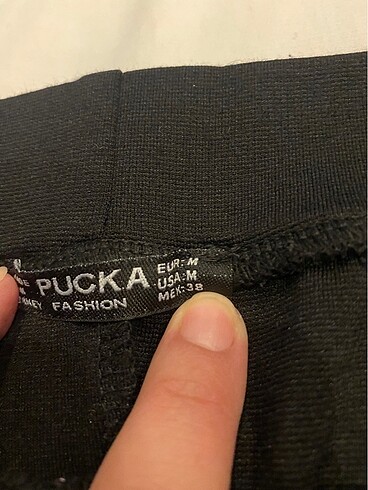 PUCKA
FASHION
EUR: M
USA: M
MEX: 38